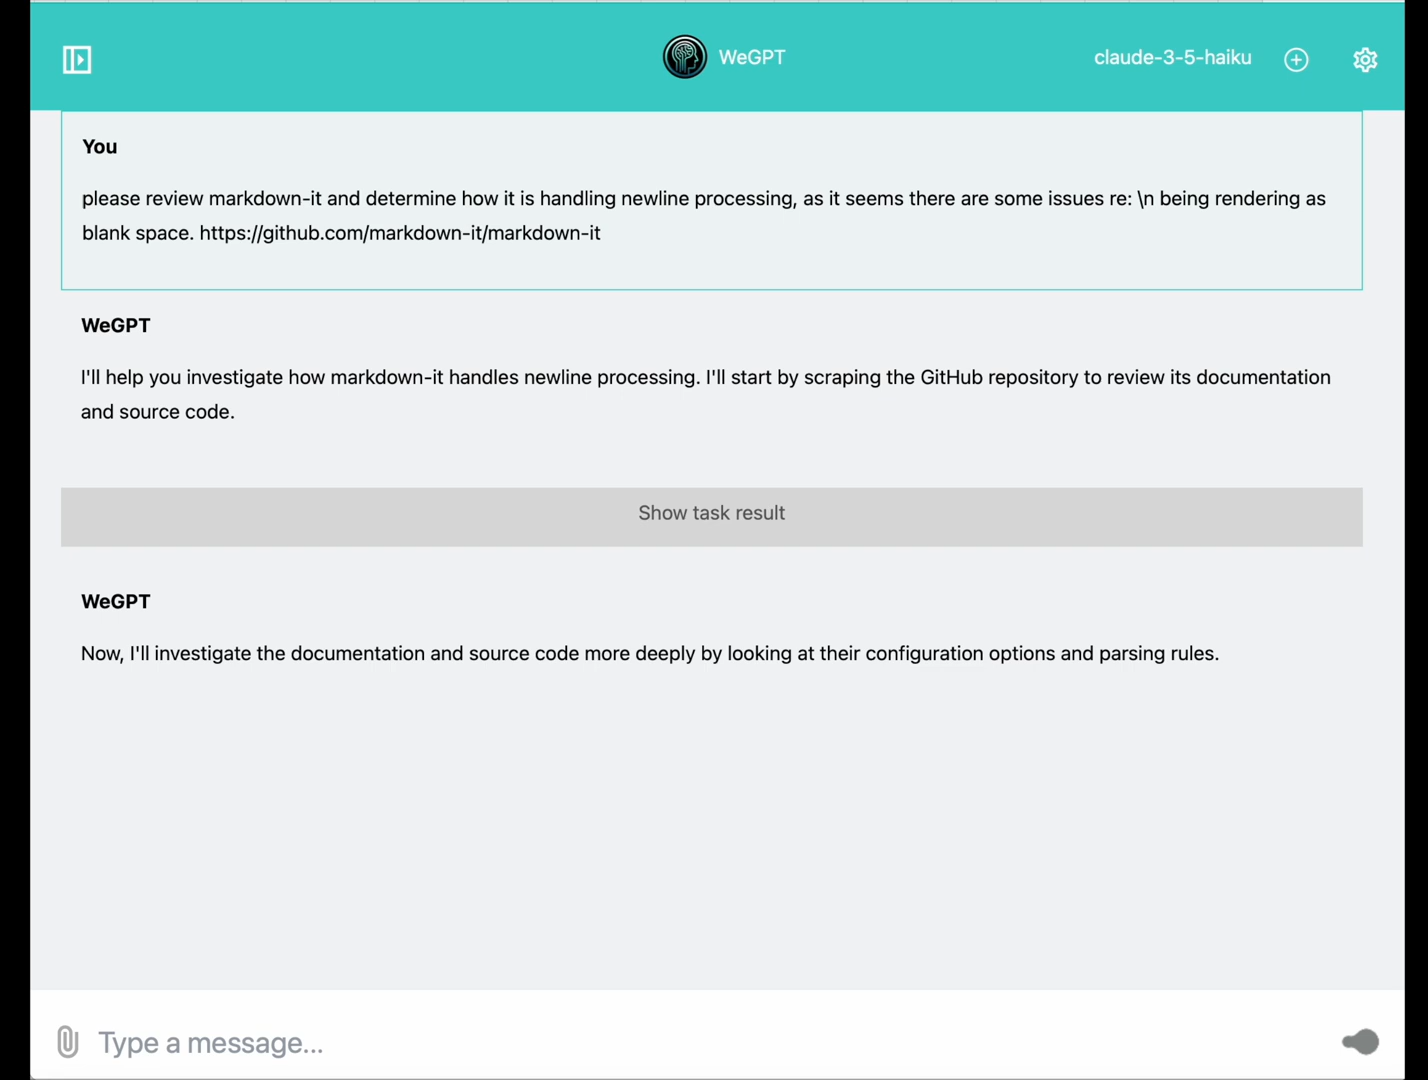 WeGPT
claude-3-5-haiku
You
please review markdown-it and determine how it is handling newline processing, as it seems there are some issues re: \n being rendering as
blank space. https://github.com/markdown-it/markdown-it
WeGPT
I'll help you investigate how markdown-it handles newline processing. I'll start by scraping the GitHub repository to review its documentation
and source code.
Show task result
WeGPT
Now, I'll investigate the documentation and source code more deeply by looking at their configuration options and parsing rules.
Type a message...